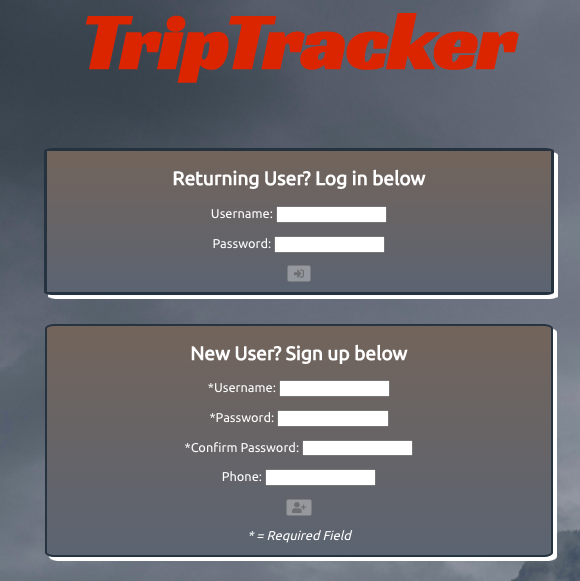 TripTracker
Returning User? Log in below
Username:
Password:
New User? Sign up below
*Username:
*Password:
*Confirm Password:
Phone:
* = Required Field